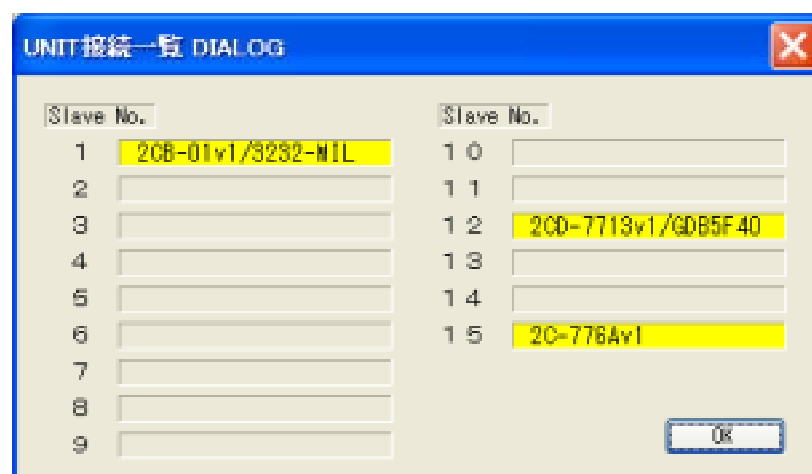 UNIT接続一覧 DIALOG
Slave No.
1 2CB-01v1/3232-MIL
2
3
4
5
6
7
8
9
Slave No.
10
11
12 2CD-7713v1/GDB5F40
13
14
15 2C-776Av1
OK